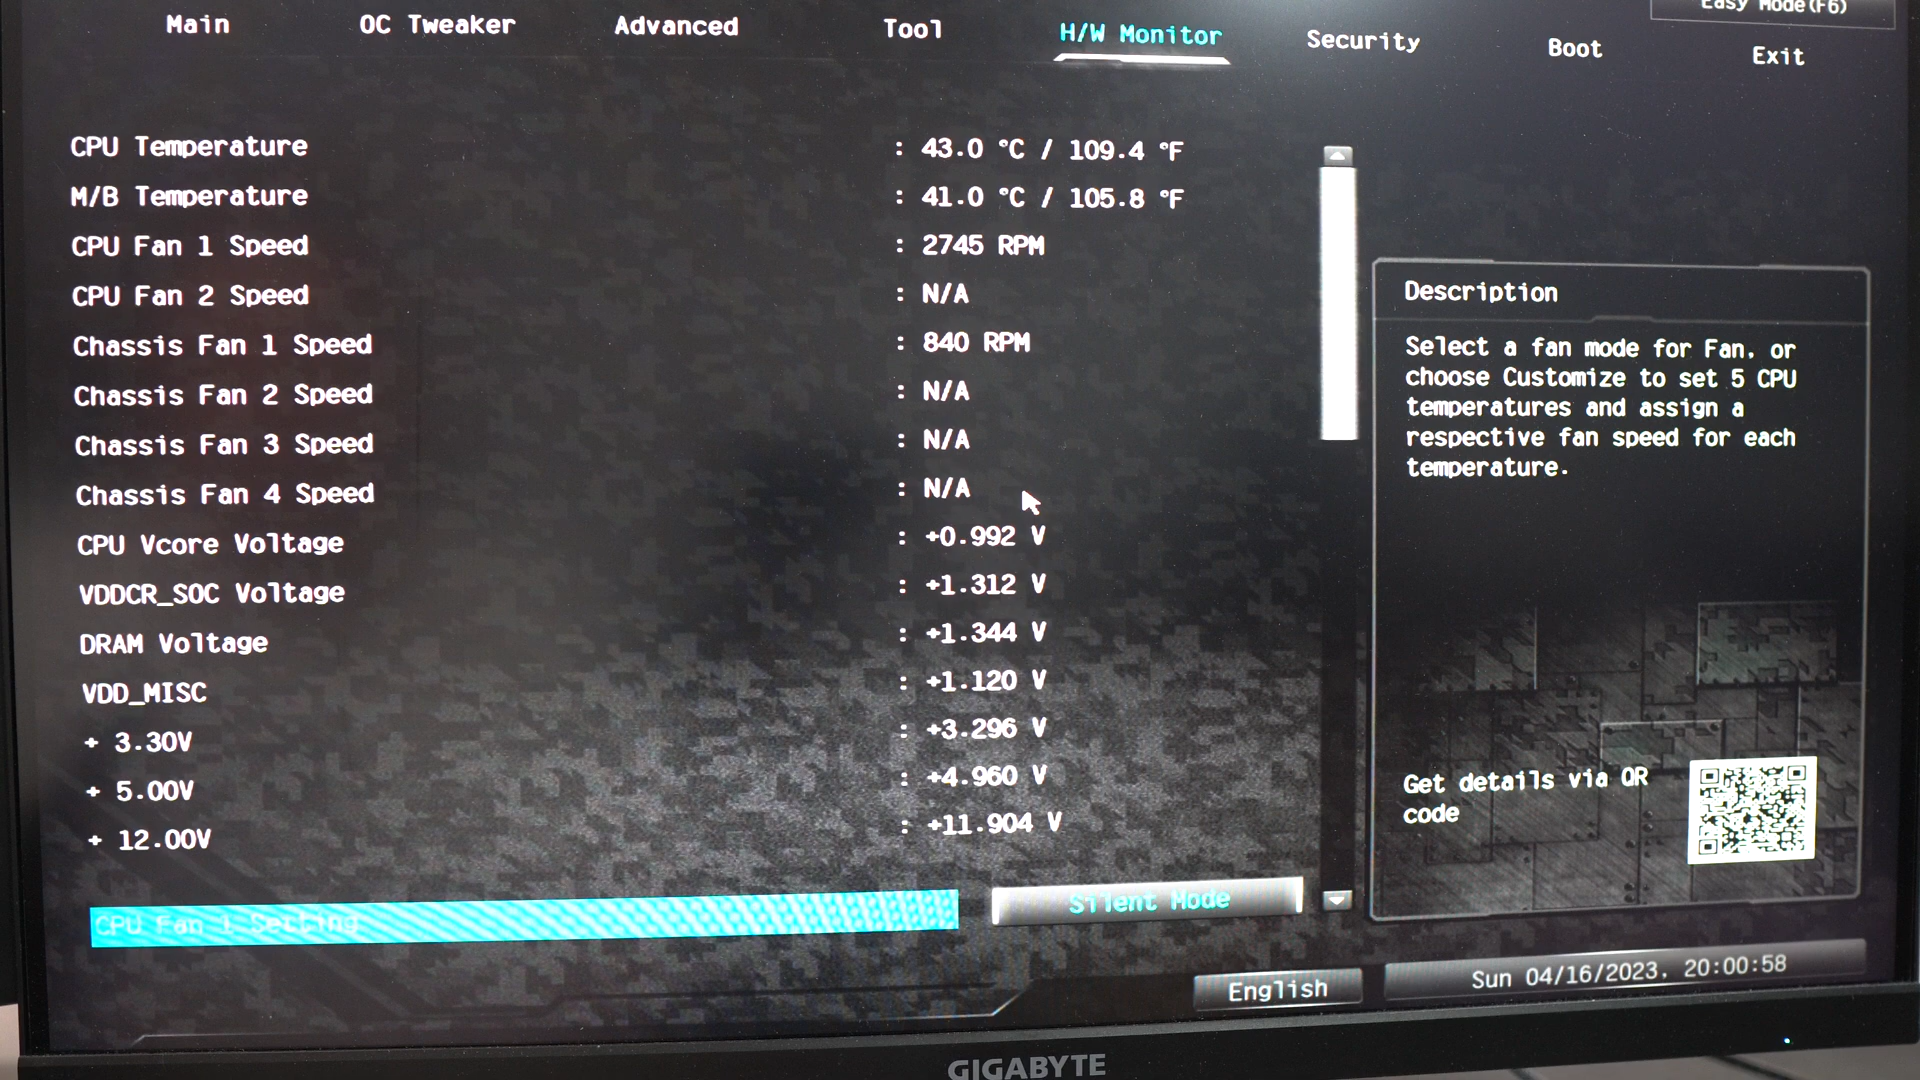 Easy Mode(F6)
Main OC Tweaker Advanced Tool H/W Monitor Security Boot Exit
CPU Temperature : 43.0 °C / 109.4 °F
M/B Temperature : 41.0 °C / 105.8 °F
CPU Fan 1 Speed : 2745 RPM
CPU Fan 2 Speed : N/A
Chassis Fan 1 Speed : 840 RPM
Chassis Fan 2 Speed : N/A
Chassis Fan 3 Speed : N/A
Chassis Fan 4 Speed : N/A
CPU Vcore Voltage : +0.992 V
VDDCR_SOC Voltage : +1.312 V
DRAM Voltage : +1.344 V
VDD_MISC : +1.120 V
+ 3.30V : +3.296 V
+ 5.00V : +4.960 V
+ 12.00V : +11.904 V
CPU Fan 1 Setting Silent Mode
Description
Select a fan mode for Fan, or
choose Customize to set 5 CPU
temperatures and assign a
respective fan speed for each
temperature.
Get details via QR
code
English Sun 04/16/2023, 20:00:58
GIGABYTE